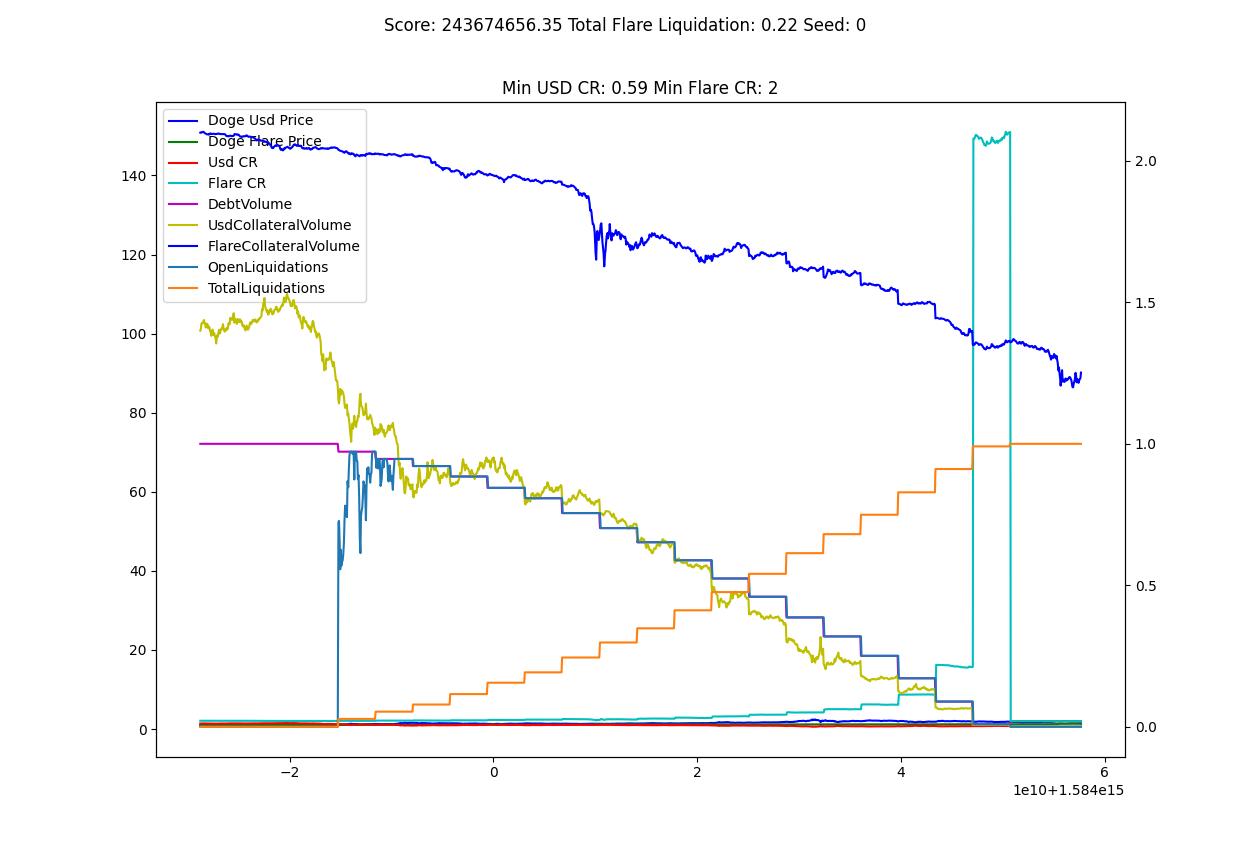 Score: 243674656.35 Total Flare Liquidation: 0.22 Seed: 0
Min USD CR: 0.59 Min Flare CR: 2
Doge Usd Price
Doge Flare Price
Usd CR
Flare CR
DebtVolume
UsdCollateralVolume
FlareCollateralVolume
OpenLiquidations
TotalLiquidations
140
120
100
80
60
40
20
0
2.0
1.5
1.0
0.5
0.0
−2 0 2 4 6
1e10+1.584e15